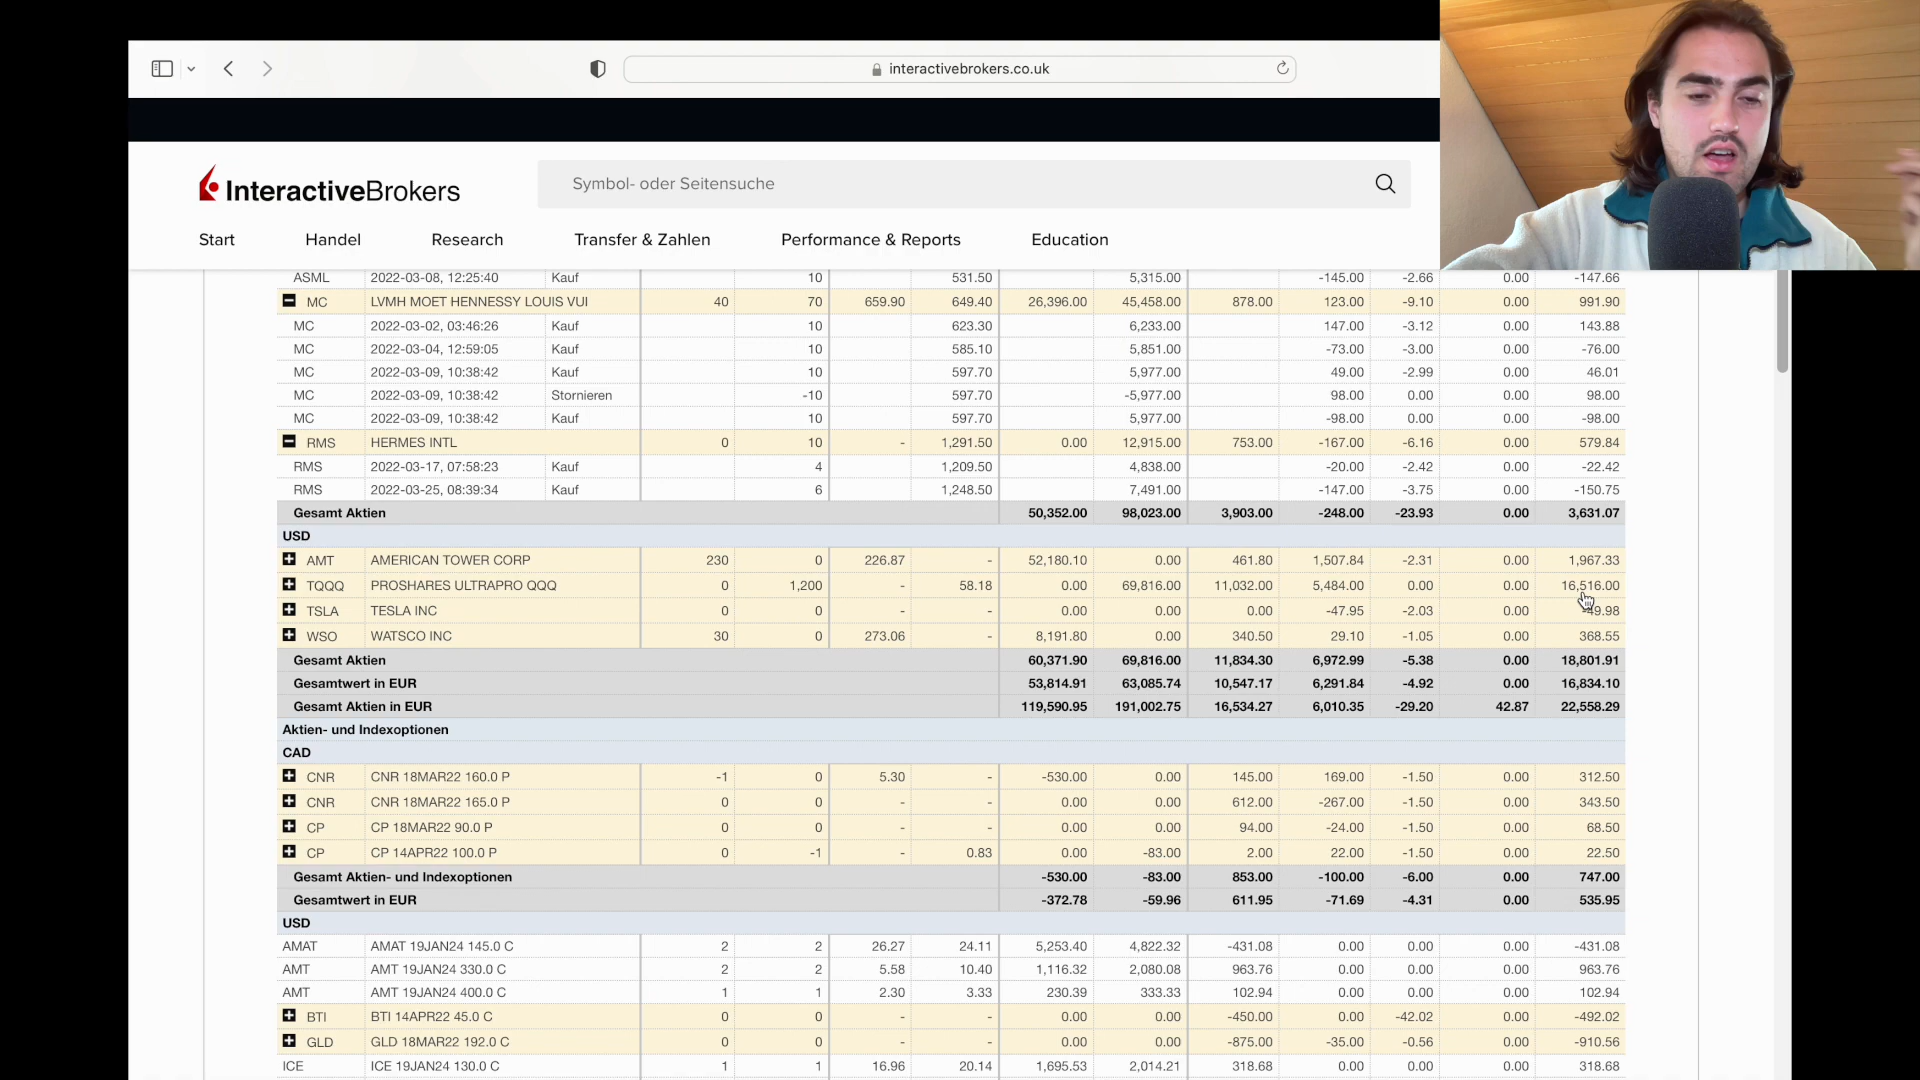 interactivebrokers.co.uk
InteractiveBrokers
Symbol- oder Seitensuche
Start Handel Research Transfer & Zahlen Performance & Reports Education
ASML 2022-03-08, 12:25:40 Kauf 10 531.50 5,315.00 -145.00 -2.66 0.00 -147.66
MC LVMH MOET HENNESSY LOUIS VUI 40 70 659.90 649.40 26,396.00 45,458.00 878.00 123.00 -9.10 0.00 991.90
MC 2022-03-02, 03:46:26 Kauf 10 623.30 6,233.00 147.00 -3.12 0.00 143.88
MC 2022-03-04, 12:59:05 Kauf 10 585.10 5,851.00 -73.00 -3.00 0.00 -76.00
MC 2022-03-09, 10:38:42 Kauf 10 597.70 5,977.00 49.00 -2.99 0.00 46.01
MC 2022-03-09, 10:38:42 Stornieren -10 597.70 -5,977.00 98.00 0.00 0.00 98.00
MC 2022-03-09, 10:38:42 Kauf 10 597.70 5,977.00 -98.00 0.00 0.00 -98.00
RMS HERMES INTL 0 10 - 1,291.50 0.00 12,915.00 753.00 -167.00 -6.16 0.00 579.84
RMS 2022-03-17, 07:58:23 Kauf 4 1,209.50 4,838.00 -20.00 -2.42 0.00 -22.42
RMS 2022-03-25, 08:39:34 Kauf 6 1,248.50 7,491.00 -147.00 -3.75 0.00 -150.75
Gesamt Aktien 50,352.00 98,023.00 3,903.00 -248.00 -23.93 0.00 3,631.07
USD
AMT AMERICAN TOWER CORP 230 0 226.87 - 52,180.10 0.00 461.80 1,507.84 -2.31 0.00 1,967.33
TQQQ PROSHARES ULTRAPRO QQQ 0 1,200 - 58.18 0.00 69,816.00 11,032.00 5,484.00 0.00 0.00 16,516.00
TSLA TESLA INC 0 0 - - 0.00 0.00 0.00 -47.95 -2.03 0.00 -49.98
WSO WATSCO INC 30 0 273.06 - 8,191.80 0.00 340.50 29.10 -1.05 0.00 368.55
Gesamt Aktien 60,371.90 69,816.00 11,834.30 6,972.99 -5.38 0.00 18,801.91
Gesamtwert in EUR 53,814.91 63,085.74 10,547.17 6,291.84 -4.92 0.00 16,834.10
Gesamt Aktien in EUR 119,590.95 191,002.75 16,534.27 6,010.35 -29.20 42.87 22,558.29
Aktien- und Indexoptionen
CAD
CNR CNR 18MAR22 160.0 P -1 0 5.30 - -530.00 0.00 145.00 169.00 -1.50 0.00 312.50
CNR CNR 18MAR22 165.0 P 0 0 - - 0.00 0.00 612.00 -267.00 -1.50 0.00 343.50
CP CP 18MAR22 90.0 P 0 0 - - 0.00 0.00 94.00 -24.00 -1.50 0.00 68.50
CP CP 14APR22 100.0 P 0 -1 - 0.83 0.00 -83.00 2.00 22.00 -1.50 0.00 22.50
Gesamt Aktien- und Indexoptionen -530.00 -83.00 853.00 -100.00 -6.00 0.00 747.00
Gesamtwert in EUR -372.78 -59.96 611.95 -71.69 -4.31 0.00 535.95
USD
AMAT AMAT 19JAN24 145.0 C 2 2 26.27 24.11 5,253.40 4,822.32 -431.08 0.00 0.00 0.00 -431.08
AMT AMT 19JAN24 330.0 C 2 2 5.58 10.40 1,116.32 2,080.08 963.76 0.00 0.00 0.00 963.76
AMT AMT 19JAN24 400.0 C 1 1 2.30 3.33 230.39 333.33 102.94 0.00 0.00 0.00 102.94
BTI BTI 14APR22 45.0 C 0 0 - - 0.00 0.00 -450.00 0.00 -42.02 0.00 -492.02
GLD GLD 18MAR22 192.0 C 0 0 - - 0.00 0.00 -875.00 -35.00 -0.56 0.00 -910.56
ICE ICE 19JAN24 130.0 C 1 1 16.96 20.14 1,695.53 2,014.21 318.68 0.00 0.00 0.00 318.68